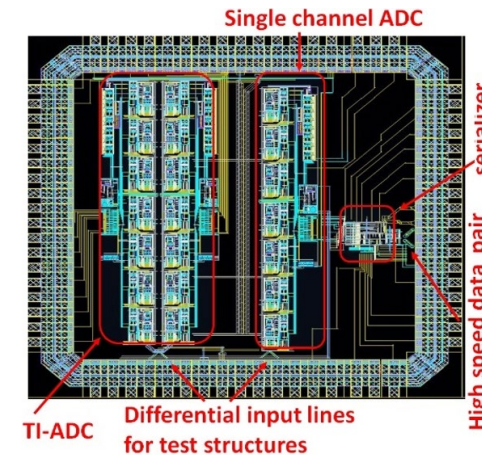 Single channel ADC
serializer
High speed data pair
TI-ADC
Differential input lines
for test structures